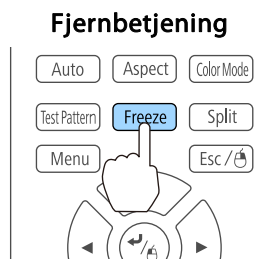 Fjernbetjening
Auto Aspect Color Mode
Test Pattern Freeze Split
Menu Esc /